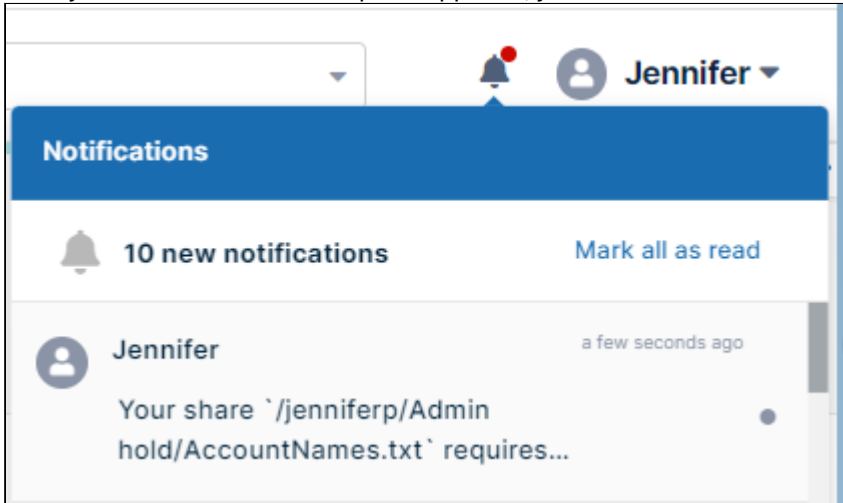 Jennifer
Notifications
10 new notifications
Mark all as read
Jennifer
a few seconds ago
Your share `/jenniferp/Admin
hold/AccountNames.txt` requires...